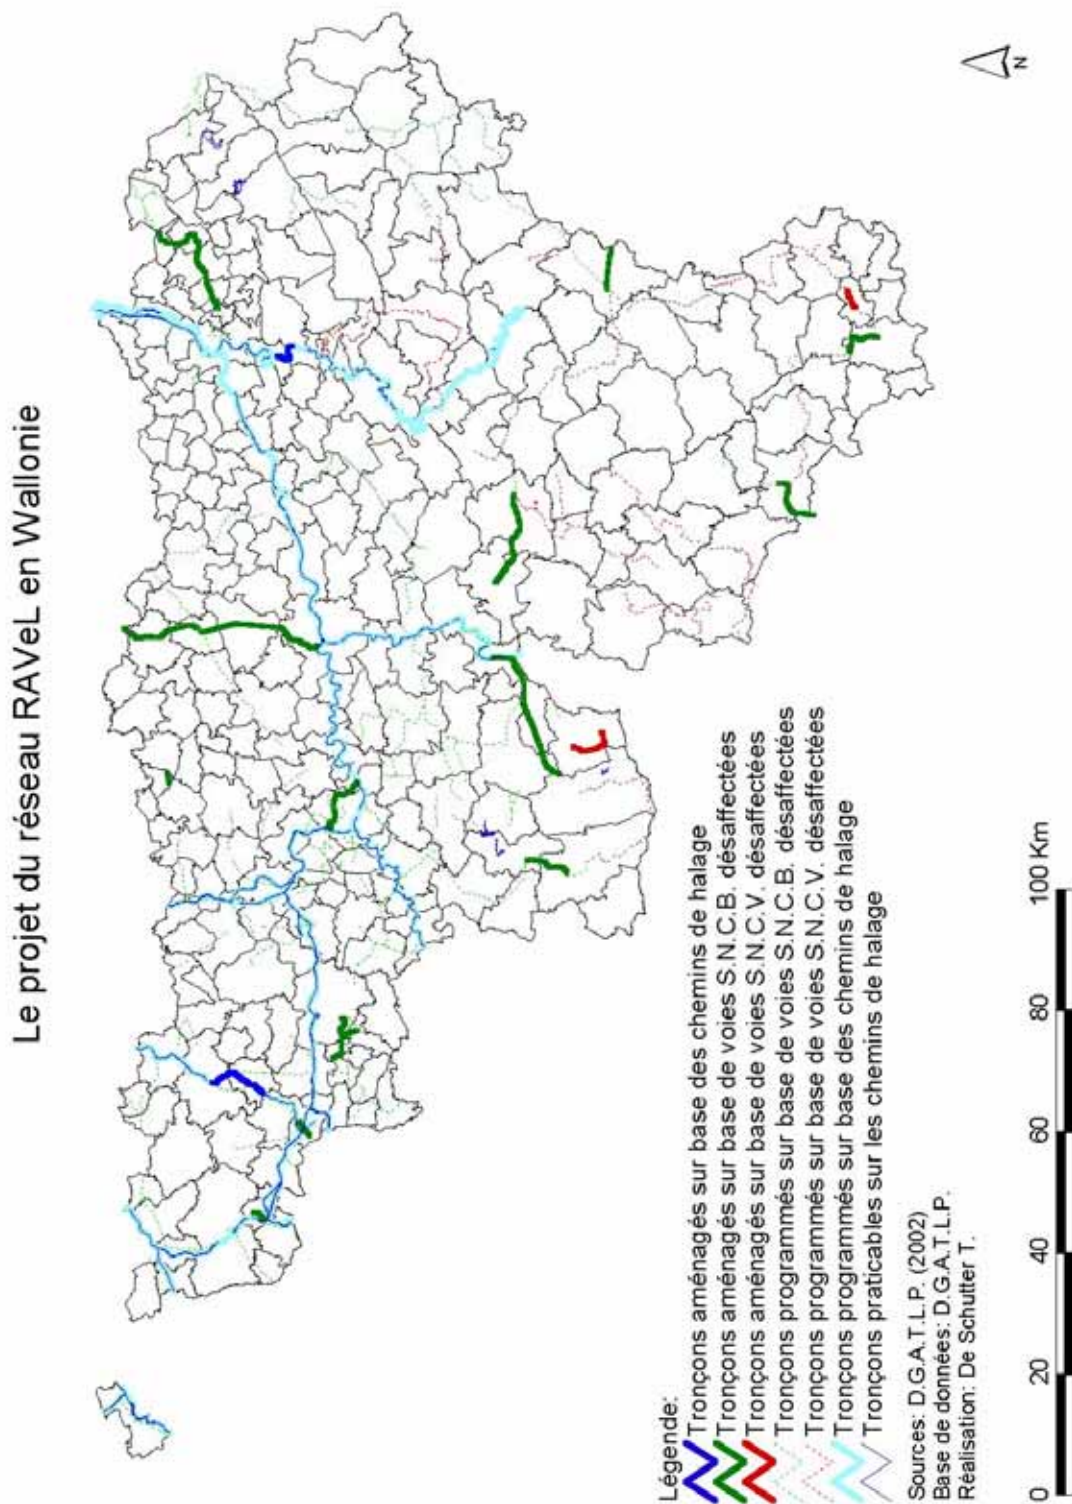 Le projet du réseau RAVeL en Wallonie
N
Légende:
Tronçons aménagés sur base des chemins de halage
Tronçons aménagés sur base de voies S.N.C.B. désaffectées
Tronçons aménagés sur base de voies S.N.C.V. désaffectées
Tronçons programmés sur base de voies S.N.C.B. désaffectées
Tronçons programmés sur base de voies S.N.C.V. désaffectées
Tronçons programmés sur base des chemins de halage
Tronçons praticables sur les chemins de halage
Sources: D.G.A.T.L.P. (2002)
Base de données: D.G.A.T.L.P.
Réalisation: De Schutter T.
0 20 40 60 80 100 Km